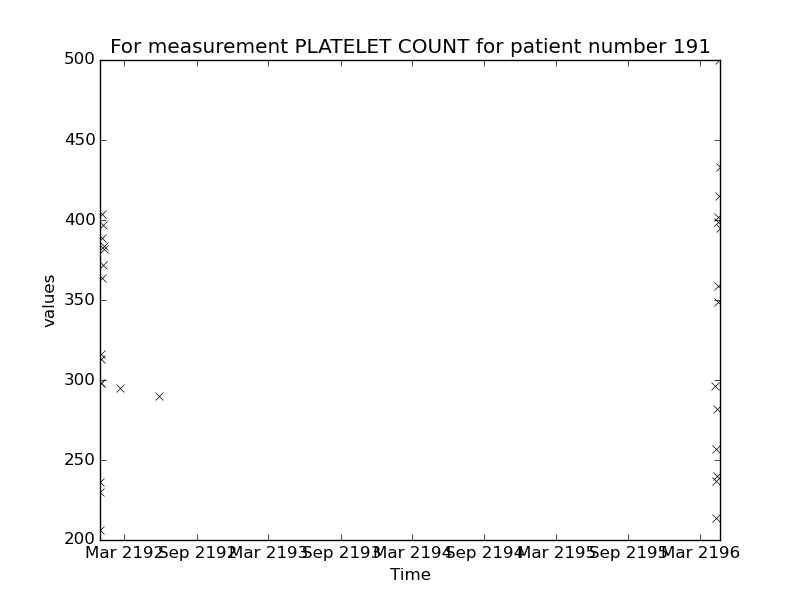 For measurement PLATELET COUNT for patient number 191
500
450
400
350
300
250
200
values
Mar 2192 Sep 2192 Mar 2193 Sep 2193 Mar 2194 Sep 2194 Mar 2195 Sep 2195 Mar 2196
Time